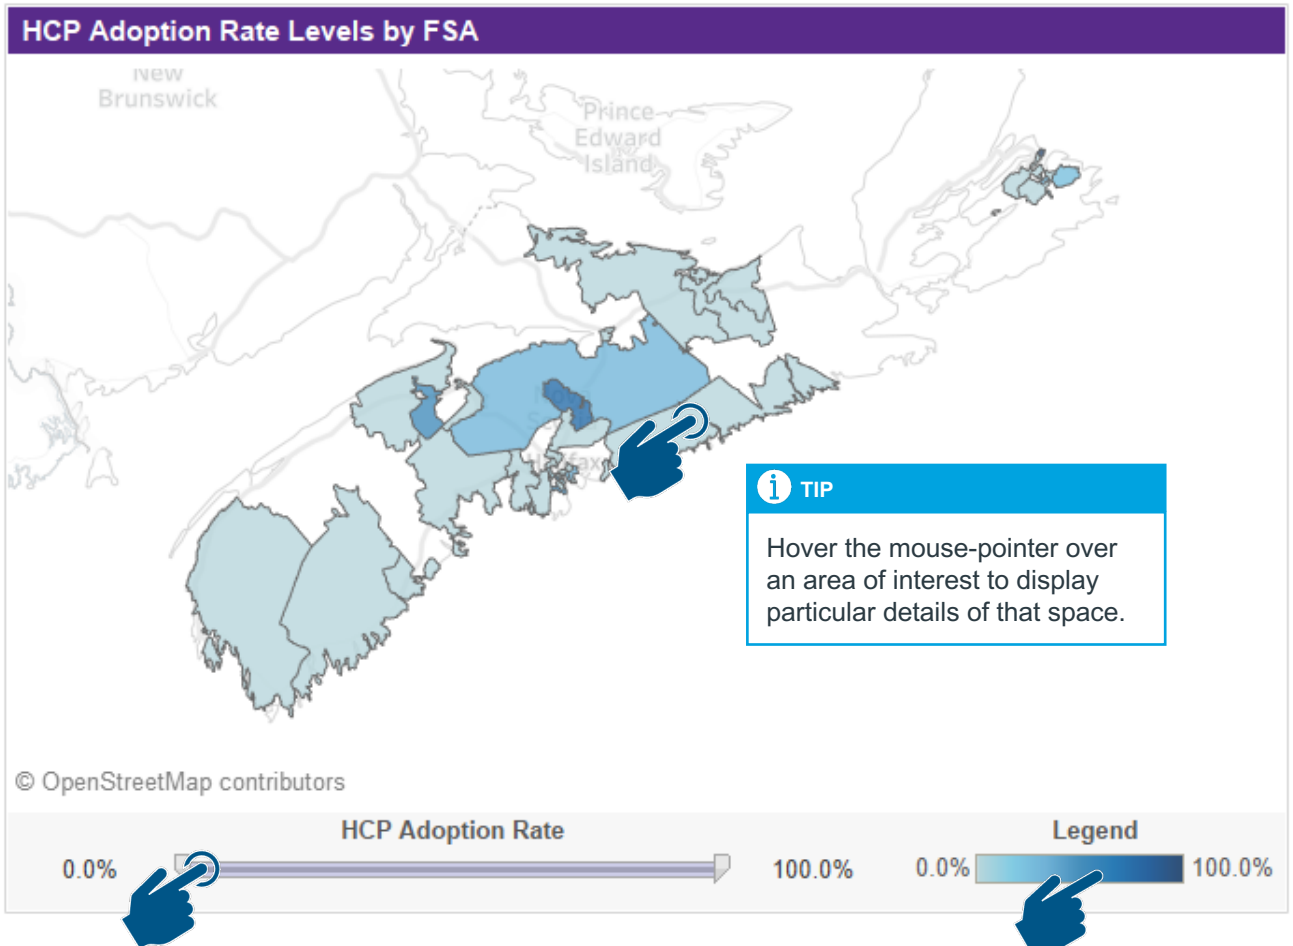 HCP Adoption Rate Levels by FSA
New
Brunswick
Prince
Edward
Island
Nova
Halifax
TIP
Hover the mouse-pointer over
an area of interest to display
particular details of that space.
© OpenStreetMap contributors
HCP Adoption Rate
0.0%
100.0%
Legend
0.0%
100.0%